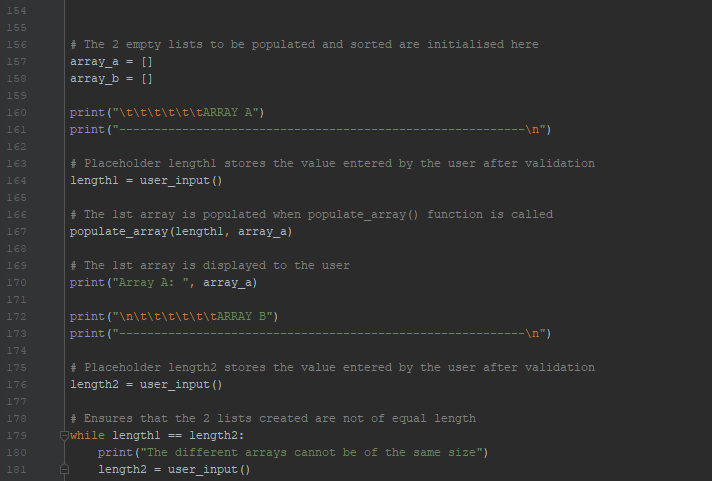 154
155
156 # The 2 empty lists to be populated and sorted are initialised here
157 array_a = []
158 array_b = []
159
160 print("\t\t\t\t\t\tARRAY A")
161 print("----------------------------------------------------------\n")
162
163 # Placeholder length1 stores the value entered by the user after validation
164 length1 = user_input()
165
166 # The 1st array is populated when populate_array() function is called
167 populate_array(length1, array_a)
168
169 # The 1st array is displayed to the user
170 print("Array A: ", array_a)
171
172 print("\n\t\t\t\t\t\tARRAY B")
173 print("----------------------------------------------------------\n")
174
175 # Placeholder length2 stores the value entered by the user after validation
176 length2 = user_input()
177
178 # Ensures that the 2 lists created are not of equal length
179 while length1 == length2:
180     print("The different arrays cannot be of the same size")
181     length2 = user_input()